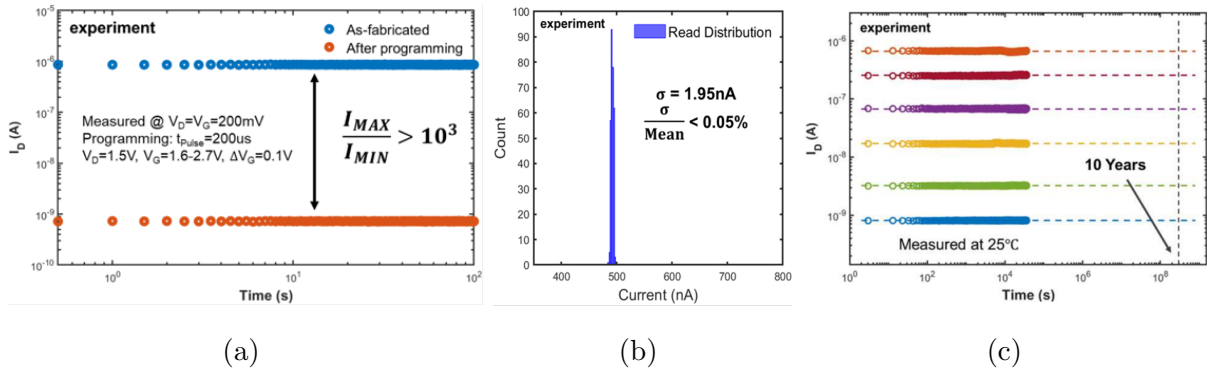 experiment
As-fabricated
After programming
Measured @ V_D=V_G=200mV
Programming: t_Pulse=200us
V_D=1.5V, V_G=1.6-2.7V, ΔV_G=0.1V
I_MAX
I_MIN
> 10^3
I_D (A)
10^-5
10^-6
10^-7
10^-8
10^-9
10^-10
10^0
10^1
10^2
Time (s)
(a)
experiment
Read Distribution
σ = 1.95nA
σ
Mean
< 0.05%
Count
100
90
80
70
60
50
40
30
20
10
0
400
500
600
700
800
Current (nA)
(b)
experiment
10 Years
Measured at 25℃
I_D (A)
10^-6
10^-7
10^-8
10^-9
10^0
10^2
10^4
10^6
10^8
Time (s)
(c)